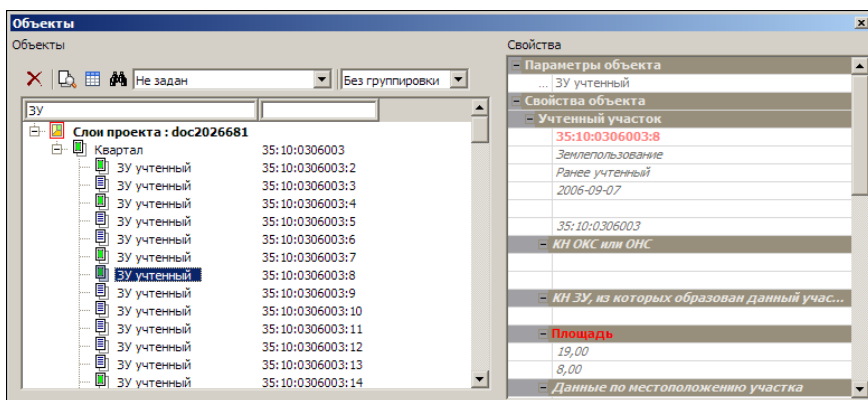 Объекты
Объекты
Не задан
Без группировки
ЗУ
Слои проекта : doc2026681
Квартал 35:10:0306003
ЗУ учтенный 35:10:0306003:2
ЗУ учтенный 35:10:0306003:3
ЗУ учтенный 35:10:0306003:4
ЗУ учтенный 35:10:0306003:5
ЗУ учтенный 35:10:0306003:6
ЗУ учтенный 35:10:0306003:7
ЗУ учтенный 35:10:0306003:8
ЗУ учтенный 35:10:0306003:9
ЗУ учтенный 35:10:0306003:10
ЗУ учтенный 35:10:0306003:11
ЗУ учтенный 35:10:0306003:12
ЗУ учтенный 35:10:0306003:13
ЗУ учтенный 35:10:0306003:14
Свойства
Параметры объекта
... ЗУ учтенный
Свойства объекта
Учтенный участок
35:10:0306003:8
Землепользование
Ранее учтенный
2006-09-07
35:10:0306003
КН ОКС или ОНС
КН ЗУ, из которых образован данный учас...
Площадь
19,00
8,00
Данные по местоположению участка